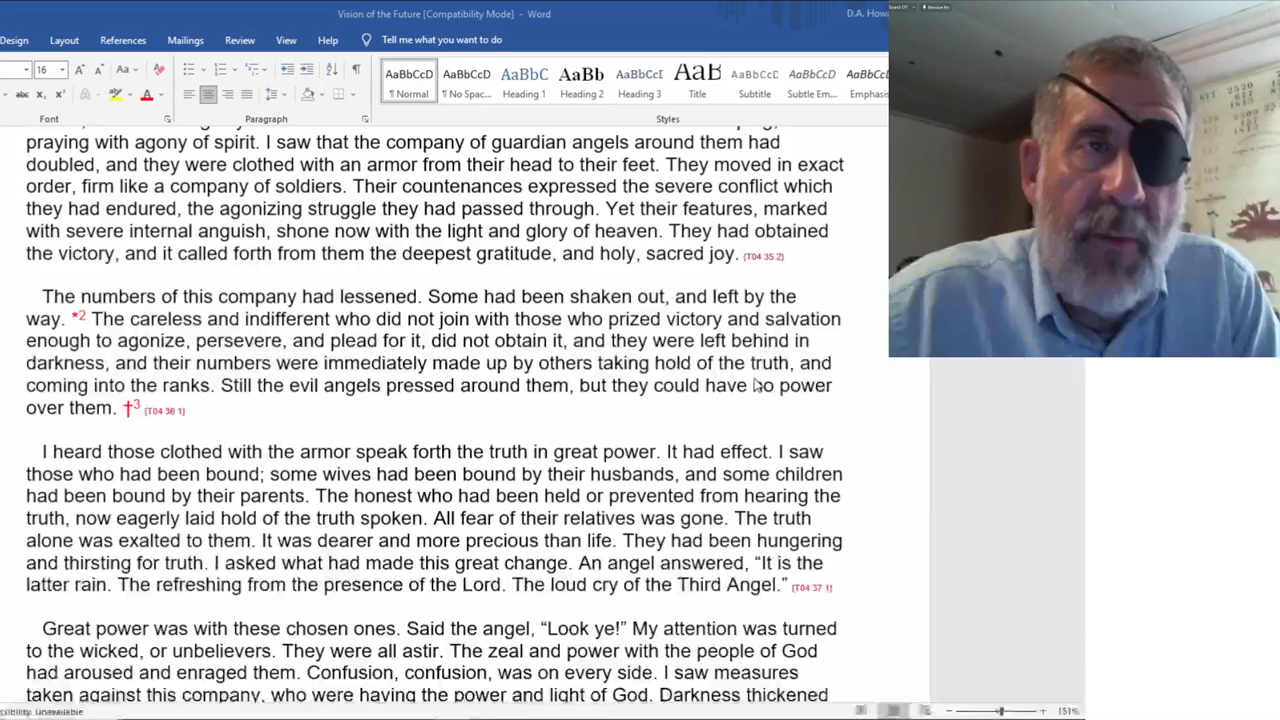 Vision of the Future [Compatibility Mode] - Word
D.A. Howa
Design Layout References Mailings Review View Help Tell me what you want to do
16 Aa
abc x₂ x² A ab A
AaBbCcD AaBbCcD AaBbC AaBb CcD AaBbCcI AaB AaBbCcD AaBbCcD AaBbCc
¶ Normal ¶ No Spac... Heading 1 Heading 2 Heading 3 Title Subtitle Subtle Em... Emphasis
Font Paragraph Styles
praying with agony of spirit. I saw that the company of guardian angels around them had
doubled, and they were clothed with an armor from their head to their feet. They moved in exact
order, firm like a company of soldiers. Their countenances expressed the severe conflict which
they had endured, the agonizing struggle they had passed through. Yet their features, marked
with severe internal anguish, shone now with the light and glory of heaven. They had obtained
the victory, and it called forth from them the deepest gratitude, and holy, sacred joy. {T04 35.2}
The numbers of this company had lessened. Some had been shaken out, and left by the
way. *2 The careless and indifferent who did not join with those who prized victory and salvation
enough to agonize, persevere, and plead for it, did not obtain it, and they were left behind in
darkness, and their numbers were immediately made up by others taking hold of the truth, and
coming into the ranks. Still the evil angels pressed around them, but they could have no power
over them. †3 {T04 36 1}
I heard those clothed with the armor speak forth the truth in great power. It had effect. I saw
those who had been bound; some wives had been bound by their husbands, and some children
had been bound by their parents. The honest who had been held or prevented from hearing the
truth, now eagerly laid hold of the truth spoken. All fear of their relatives was gone. The truth
alone was exalted to them. It was dearer and more precious than life. They had been hungering
and thirsting for truth. I asked what had made this great change. An angel answered, “It is the
latter rain. The refreshing from the presence of the Lord. The loud cry of the Third Angel.” {T04 37 1}
Great power was with these chosen ones. Said the angel, “Look ye!” My attention was turned
to the wicked, or unbelievers. They were all astir. The zeal and power with the people of God
had aroused and enraged them. Confusion, confusion, was on every side. I saw measures
taken against this company, who were having the power and light of God. Darkness thickened
Unavailable
151%
2520